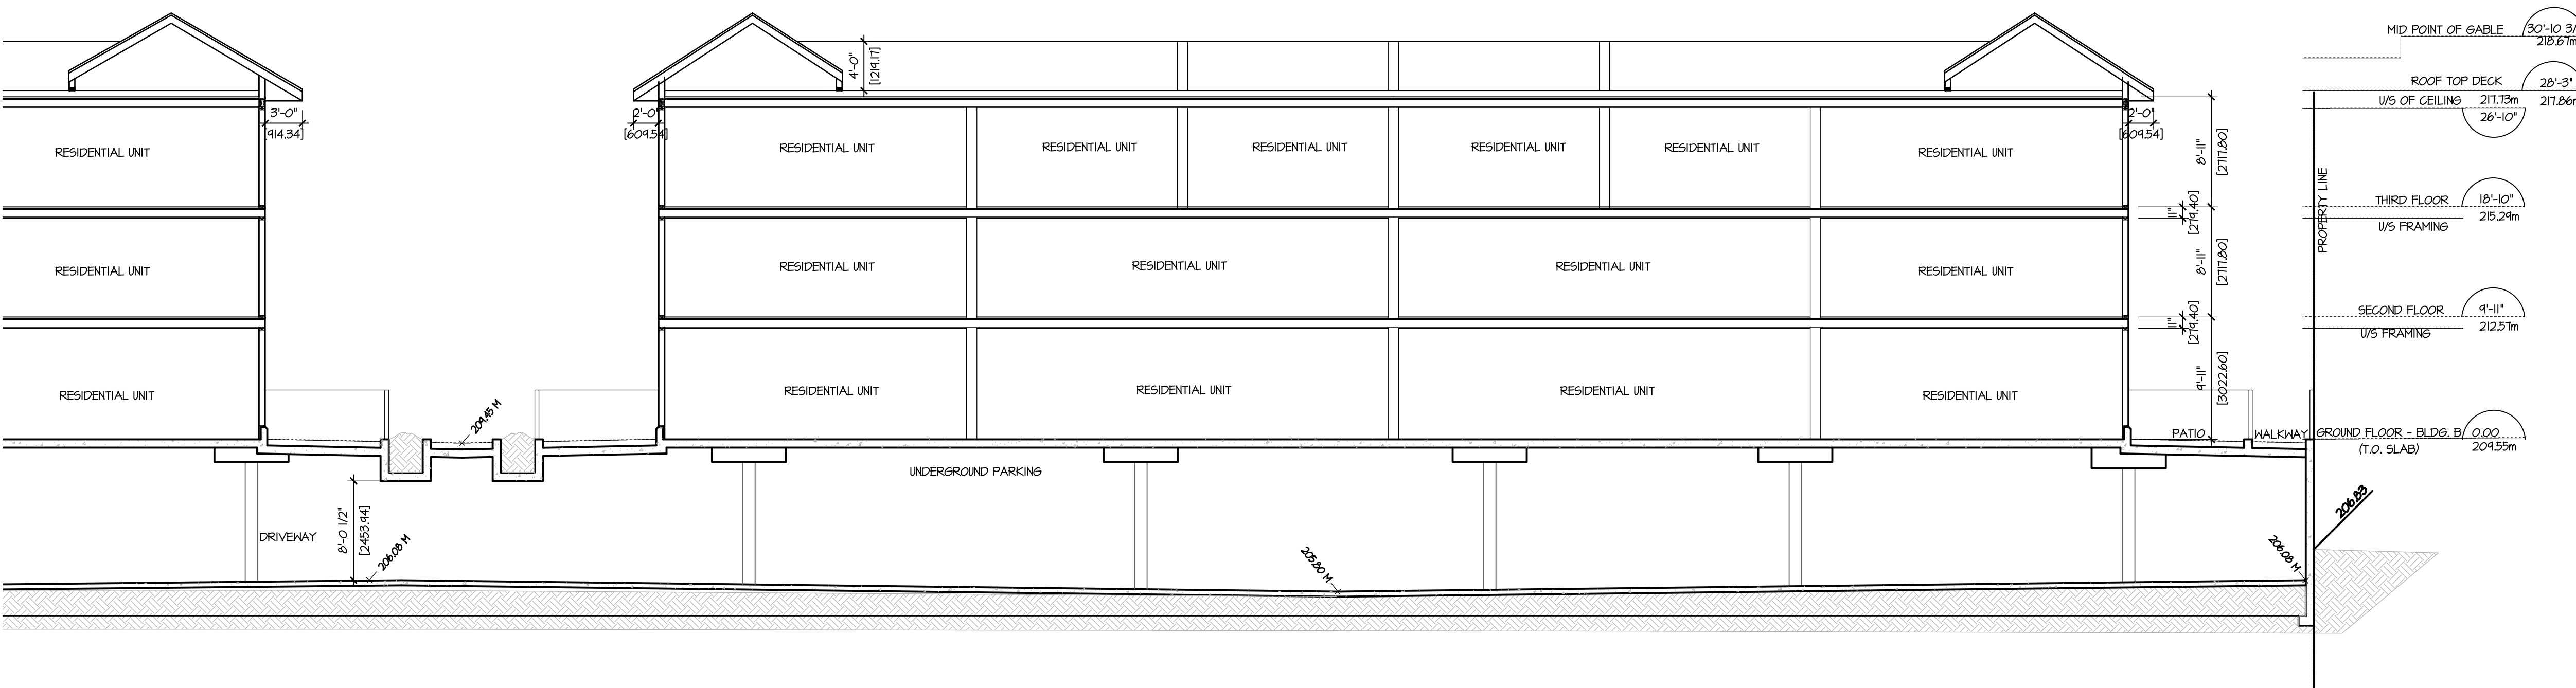 MID POINT OF GABLE
30'-10 3/
218.67m
4'-0"
[1219.17]
ROOF TOP DECK
28'-3"
217.86m
U/S OF CEILING
217.73m
26'-10"
3'-0"
[914.34]
2'-0"
[609.54]
2'-0"
[609.54]
RESIDENTIAL UNIT
RESIDENTIAL UNIT
RESIDENTIAL UNIT
RESIDENTIAL UNIT
RESIDENTIAL UNIT
RESIDENTIAL UNIT
RESIDENTIAL UNIT
8'-11"
[2717.80]
PROPERTY LINE
THIRD FLOOR
18'-10"
215.29m
U/S FRAMING
11"
[279.40]
RESIDENTIAL UNIT
RESIDENTIAL UNIT
RESIDENTIAL UNIT
RESIDENTIAL UNIT
RESIDENTIAL UNIT
8'-11"
[2717.80]
SECOND FLOOR
9'-11"
212.57m
U/S FRAMING
11"
[279.40]
RESIDENTIAL UNIT
RESIDENTIAL UNIT
RESIDENTIAL UNIT
RESIDENTIAL UNIT
RESIDENTIAL UNIT
9'-11"
[3022.60]
209.45 M
PATIO
WALKWAY
GROUND FLOOR - BLDG. B
0.00
(T.O. SLAB)
209.55m
UNDERGROUND PARKING
206.83
DRIVEWAY
8'-0 1/2"
[2453.94]
206.08 M
205.80 M
206.08 M